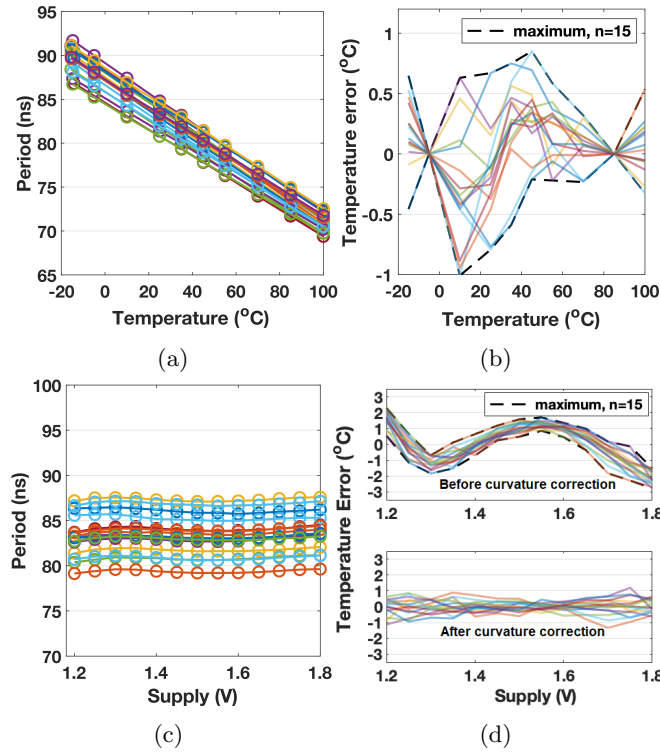 95
90
85
80
75
70
65
Period (ns)
-20 0 20 40 60 80 100
Temperature (°C)
(a)
maximum, n=15
1
0.5
0
-0.5
-1
Temperature error (°C)
-20 0 20 40 60 80 100
Temperature (°C)
(b)
100
95
90
85
80
75
70
Period (ns)
1.2 1.4 1.6 1.8
Supply (V)
(c)
maximum, n=15
3
2
1
0
-1
-2
-3
Before curvature correction
1.2 1.4 1.6 1.8
Temperature Error (°C)
3
2
1
0
-1
-2
-3
After curvature correction
1.2 1.4 1.6 1.8
Supply (V)
(d)